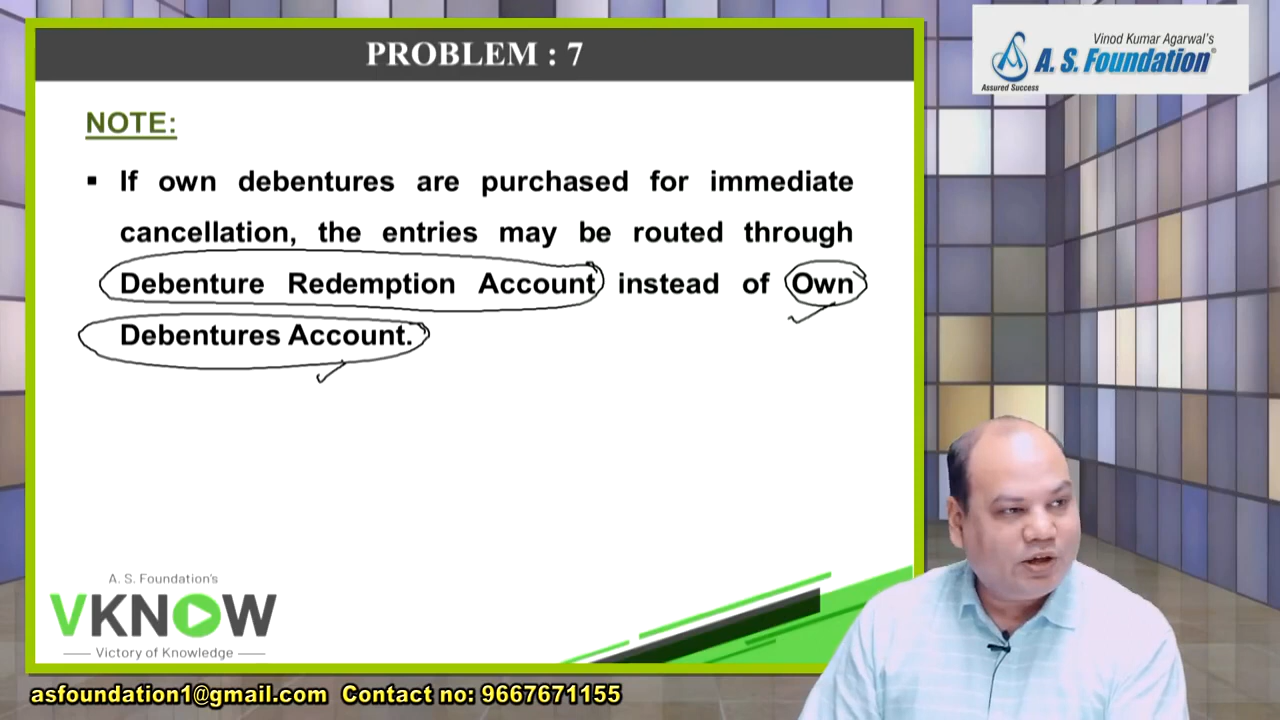 PROBLEM : 7
Vinod Kumar Agarwal's
A. S. Foundation
Assured Success
NOTE:
▪ If own debentures are purchased for immediate
cancellation, the entries may be routed through
Debenture Redemption Account instead of Own
Debentures Account.
A. S. Foundation's
VKNOW
Victory of Knowledge
asfoundation1@gmail.com Contact no: 9667671155